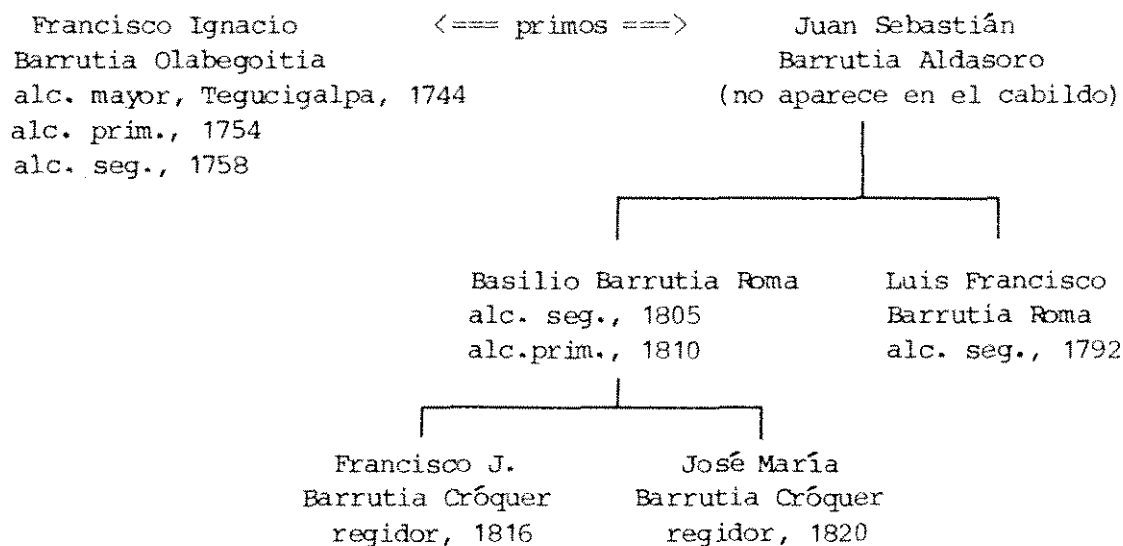 Francisco Ignacio <=== primos ===> Juan Sebastián
Barrutia Olabegoitia Barrutia Aldasoro
alc. mayor, Tegucigalpa, 1744 (no aparece en el cabildo)
alc. prim., 1754
alc. seg., 1758
Basilio Barrutia Roma Luis Francisco
alc. seg., 1805 Barrutia Roma
alc.prim., 1810 alc. seg., 1792
Francisco J. José María
Barrutia Cróquer Barrutia Cróquer
regidor, 1816 regidor, 1820